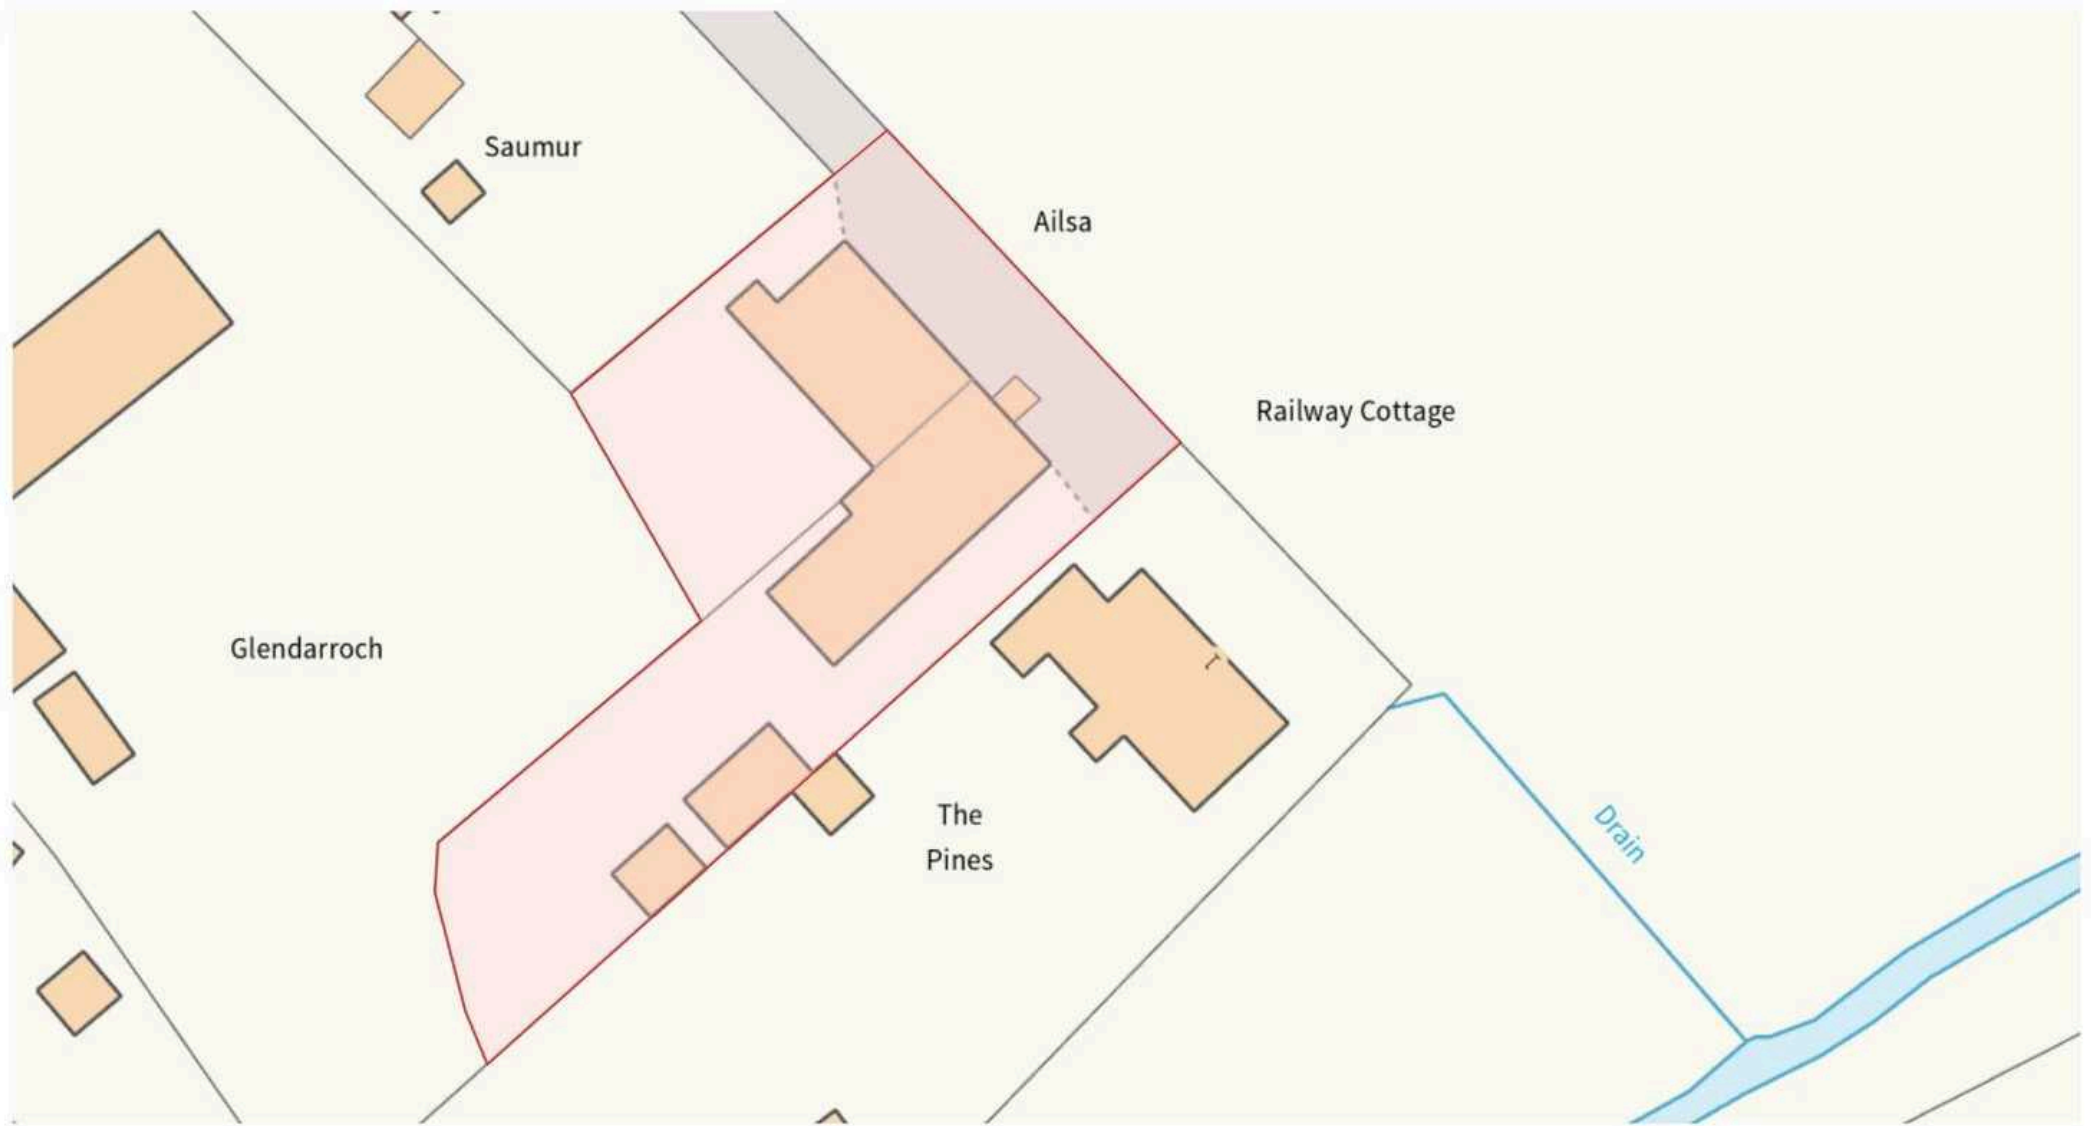 Saumur
Ailsa
Railway Cottage
Glendarroch
The
Pines
Drain